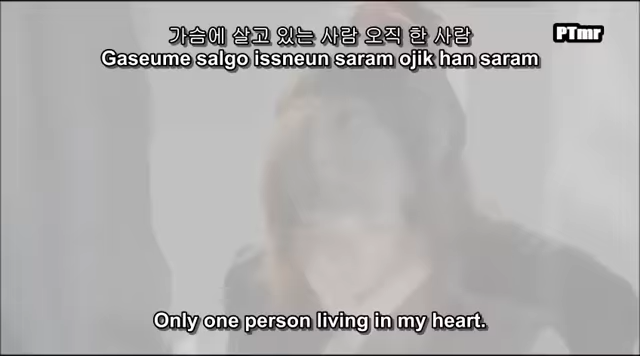 가슴에 살고 있는 사람 오직 한 사람
PTmr
Gaseume salgo issneun saram ojik han saram
Only one person living in my heart.